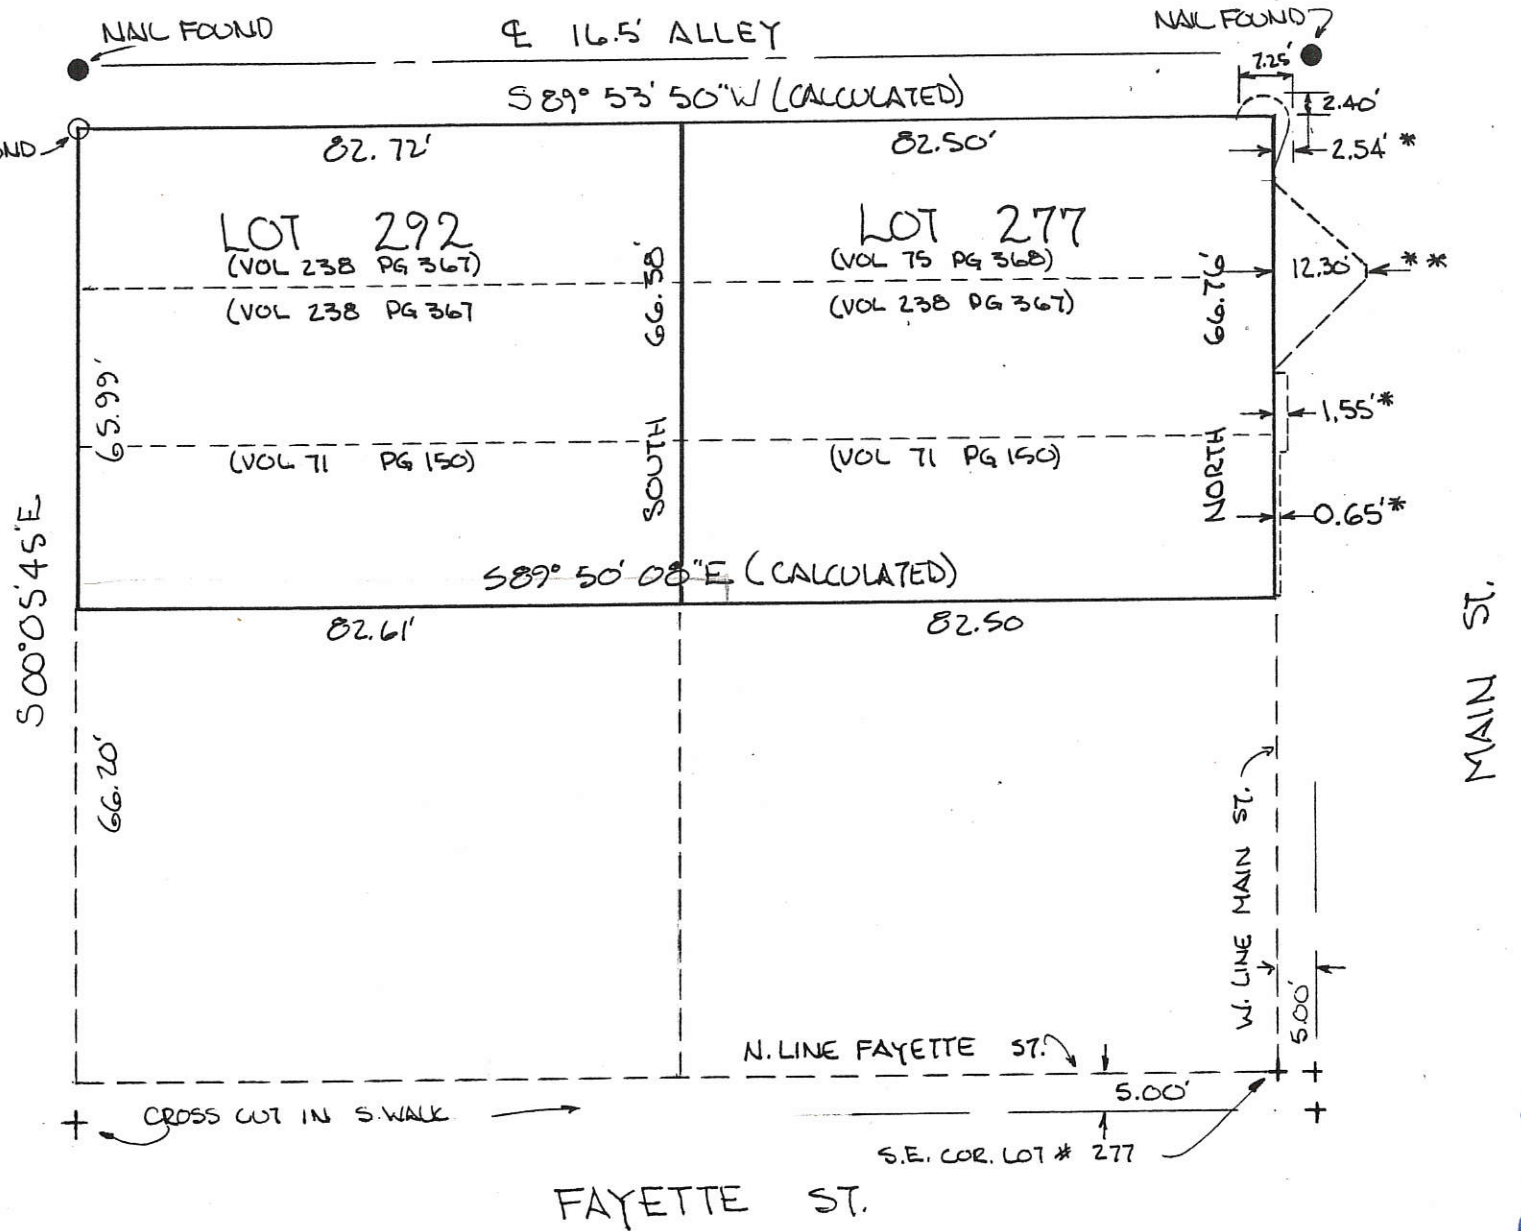 NAIL FOUND
℄ 16.5' ALLEY
NAIL FOUND
7.25'
S 89° 53' 50"W (CALCULATED)
2.40'
82.72'
82.50'
2.54' *
LOT 292
(VOL 238 PG 367)
(VOL 238 PG 367
LOT 277
(VOL 75 PG 368)
(VOL 238 PG 367)
66.58'
66.76'
12.30'
* *
65.99'
1.55'*
(VOL 71 PG 150)
SOUTH
(VOL 71 PG 150)
NORTH
0.65'*
S89° 50' 08"E (CALCULATED)
82.61'
82.50
S 00° 05' 45"E
MAIN ST.
66.20'
W. LINE MAIN ST.
5.00'
N. LINE FAYETTE ST.
5.00'
CROSS CUT IN S. WALK
S.E. COR. LOT # 277
FAYETTE ST.